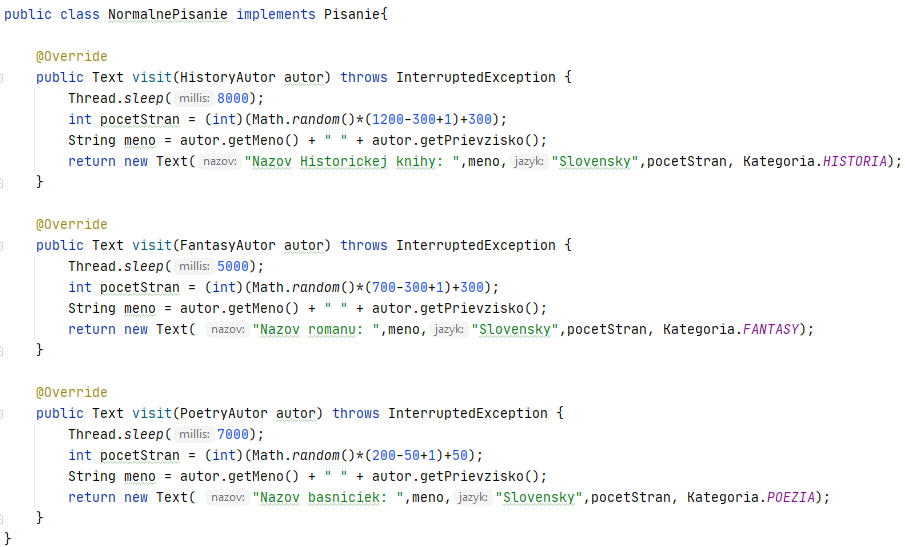 public class NormalnePisanie implements Pisanie{
@Override
public Text visit(HistoryAutor autor) throws InterruptedException {
Thread.sleep( millis: 8000);
int pocetStran = (int)(Math.random()*(1200-300+1)+300);
String meno = autor.getMeno() + " " + autor.getPrievzisko();
return new Text( nazov: "Nazov Historickej knihy: ",meno, jazyk: "Slovensky",pocetStran, Kategoria.HISTORIA);
}
@Override
public Text visit(FantasyAutor autor) throws InterruptedException {
Thread.sleep( millis: 5000);
int pocetStran = (int)(Math.random()*(700-300+1)+300);
String meno = autor.getMeno() + " " + autor.getPrievzisko();
return new Text( nazov: "Nazov romanu: ",meno, jazyk: "Slovensky",pocetStran, Kategoria.FANTASY);
}
@Override
public Text visit(PoetryAutor autor) throws InterruptedException {
Thread.sleep( millis: 7000);
int pocetStran = (int)(Math.random()*(200-50+1)+50);
String meno = autor.getMeno() + " " + autor.getPrievzisko();
return new Text( nazov: "Nazov basniciek: ",meno, jazyk: "Slovensky",pocetStran, Kategoria.POEZIA);
}
}